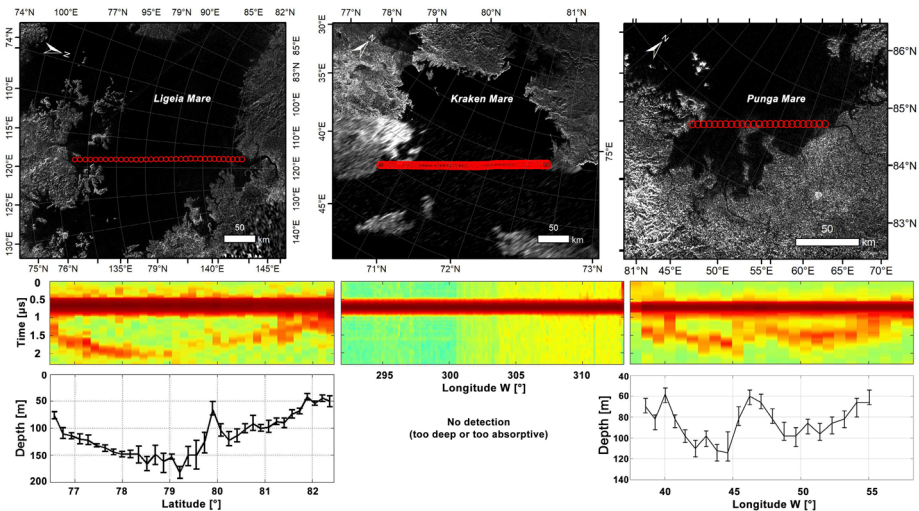 74°N 100°E 77°N 95°E 79°N 90°E 85°E 82°N
77°N 79°N 80°N 81°N
74°E
110°E
115°E
120°E
125°E
130°E
85°E
83°N
100°E
120°E
130°E
140°E
30°E
35°E
40°E
45°E
75°E
86°N
85°N
84°N
83°N
N
N
N
Ligeia Mare
Kraken Mare
Punga Mare
50
km
50
km
50
km
75°N 76°N 135°E 79°N 140°E 145°E
71°N 72°N 73°N
81°N 45°E 50°E 55°E 60°E 65°E 70°E
Time [µs]
0
0.5
1
1.5
2
295 300 305 310
Longitude W [°]
No detection
(too deep or too absorptive)
Depth [m]
0
50
100
150
200
77 78 79 80 81 82
Latitude [°]
Depth [m]
40
60
80
100
120
140
40 45 50 55
Longitude W [°]